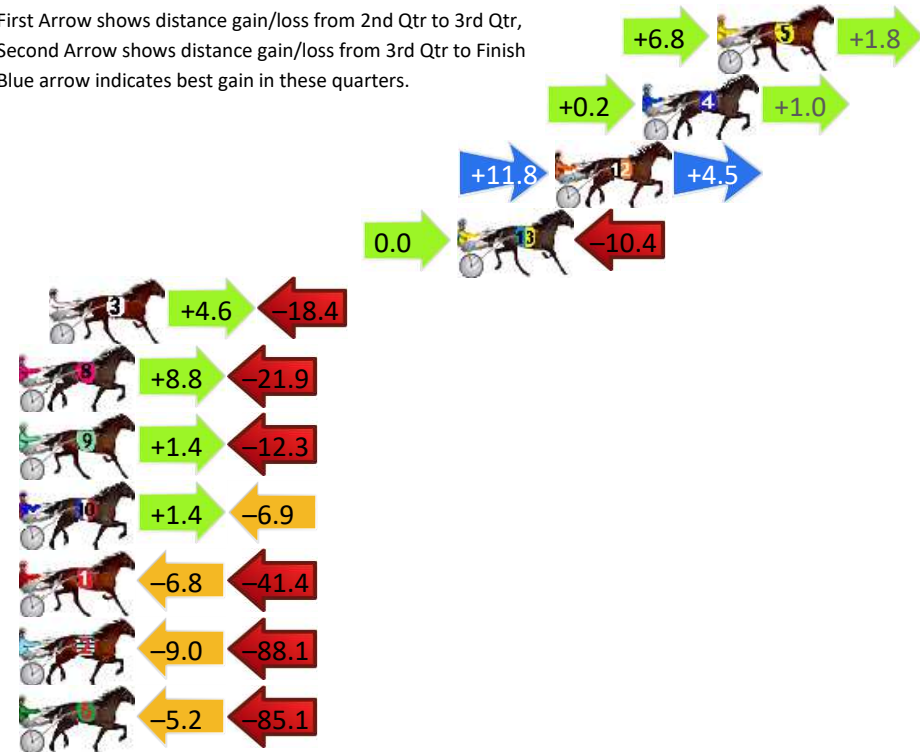 First Arrow shows distance gain/loss from 2nd Qtr to 3rd Qtr,
Second Arrow shows distance gain/loss from 3rd Qtr to Finish
Blue arrow indicates best gain in these quarters.
+6.8 5 +1.8
+0.2 4 +1.0
+11.8 12 +4.5
0.0 13 –10.4
3 +4.6 –18.4
8 +8.8 –21.9
9 +1.4 –12.3
10 +1.4 –6.9
1 –6.8 –41.4
–9.0 –88.1
6 –5.2 –85.1